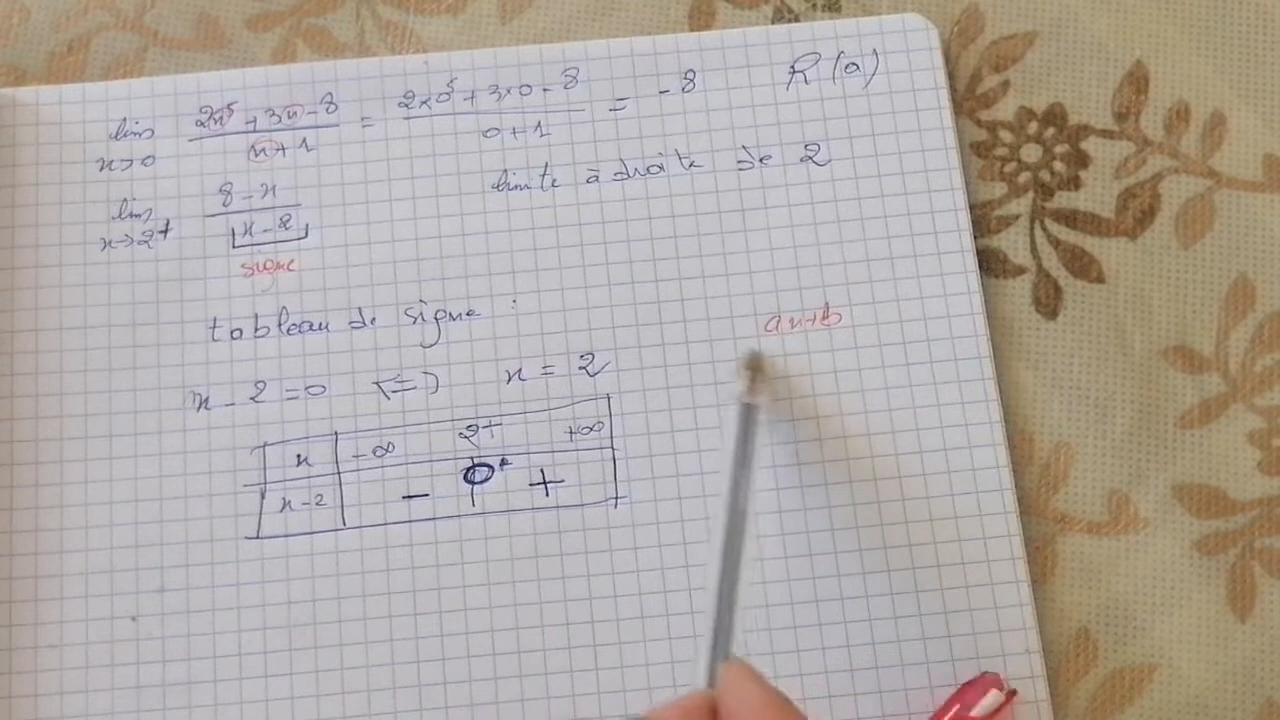 lim 2x⁵ + 3x - 8 / x + 1 = 2×0⁵ + 3×0 - 8 / 0 + 1 = -8 R(a)
x→0
lim 8 - x / x - 2 limite à droite de 2
x→2⁺
signe
tableau de signe :
ax+b
x - 2 = 0 <=> x = 2
x -∞ 2⁺ +∞
x-2 - 0⁺ +